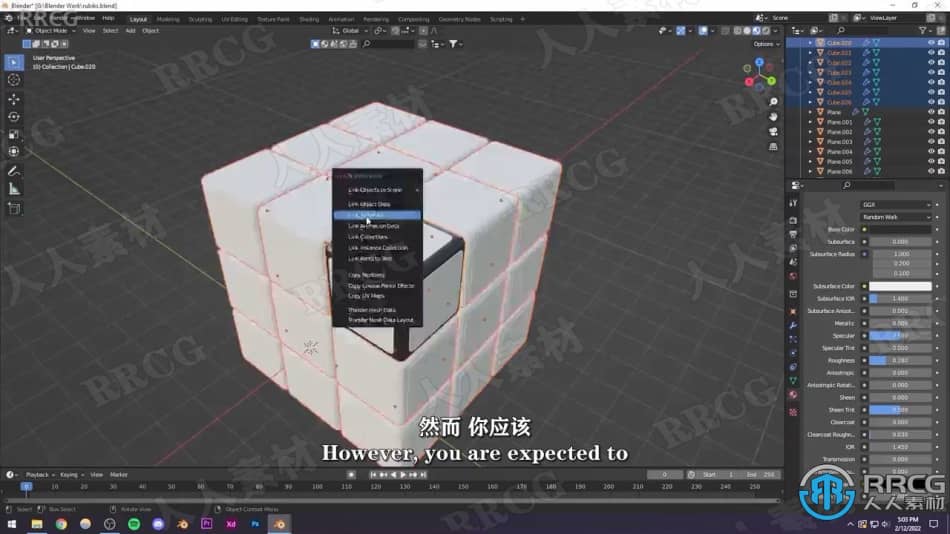 Blender* [G:\Blender Work\rubiks.blend]
Render Window Help Layout Modeling Sculpting UV Editing Texture Paint Shading Animation Rendering Compositing Geometry Nodes Scripting + Scene ViewLayer
Object Mode View Select Add Object Global
Options
User Perspective
(0) Collection | Cube.020
Cube.020
Cube.021
Cube.022
Cube.023
Cube.024
Cube.025
Cube.026
Plane
Plane.001
Plane.002
Plane.003
Plane.004
Plane.005
Plane.006
Link Objects to Scene
Link Object Data
Link Materials
Link Animation Data
Link Collections
Link Instance Collection
Link Fonts to Text
Copy Modifiers
Copy Grease Pencil Effects
Copy UV Maps
Transfer Mesh Data
Transfer Mesh Data Layout
GGX
Random Walk
Base Color
Subsurface 0.000
Subsurface Radius 1.000
0.200
0.100
Subsurface Color
Subsurface IOR 1.400
Subsurface Anisot.. 0.000
Metallic 0.000
Specular 0.500
Specular Tint 0.000
Roughness
Anisotropic 0.000
Anisotropic Rotati.. 0.000
Sheen 0.000
Sheen Tint 0.500
Clearcoat 0.000
Clearcoat Roughn.. 0.030
IOR 1.450
Transmission 0.000
然而 你应该
However, you are expected to
Playback Keying View Marker 0 Start 1 End 250
0 10 20 30 40 50 60 70 80 90 100 110 120 130 140 150 160 170 180 190 200 210 220 230 240 250
Select Box Select Rotate View Object Context Menu
RRCG
人人素材
5:03 PM
2/12/2022